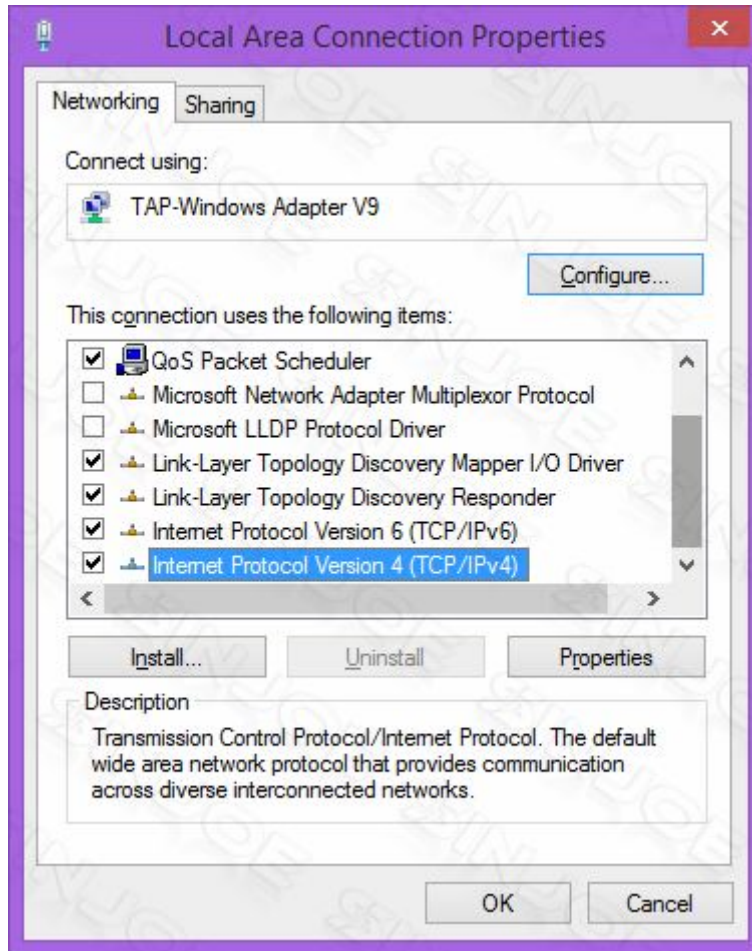 Local Area Connection Properties
Networking
Sharing
Connect using:
TAP-Windows Adapter V9
Configure...
This connection uses the following items:
QoS Packet Scheduler
Microsoft Network Adapter Multiplexor Protocol
Microsoft LLDP Protocol Driver
Link-Layer Topology Discovery Mapper I/O Driver
Link-Layer Topology Discovery Responder
Internet Protocol Version 6 (TCP/IPv6)
Internet Protocol Version 4 (TCP/IPv4)
Install...
Uninstall
Properties
Description
Transmission Control Protocol/Internet Protocol. The default
wide area network protocol that provides communication
across diverse interconnected networks.
OK
Cancel